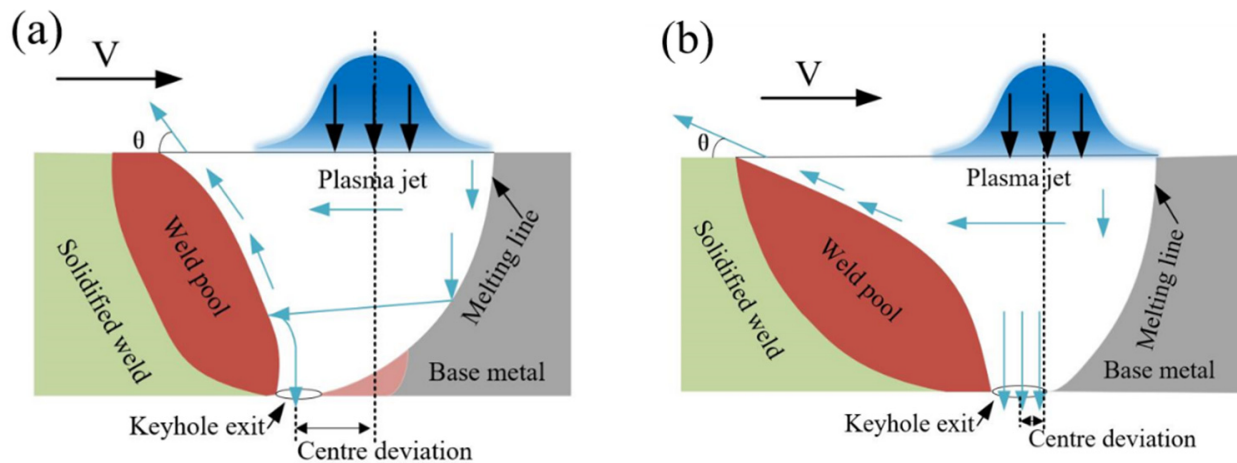 (a)
V
θ
Plasma jet
Solidified weld
Weld pool
Melting line
Base metal
Keyhole exit
Centre deviation
(b)
V
θ
Plasma jet
Solidified weld
Weld pool
Melting line
Base metal
Keyhole exit
Centre deviation